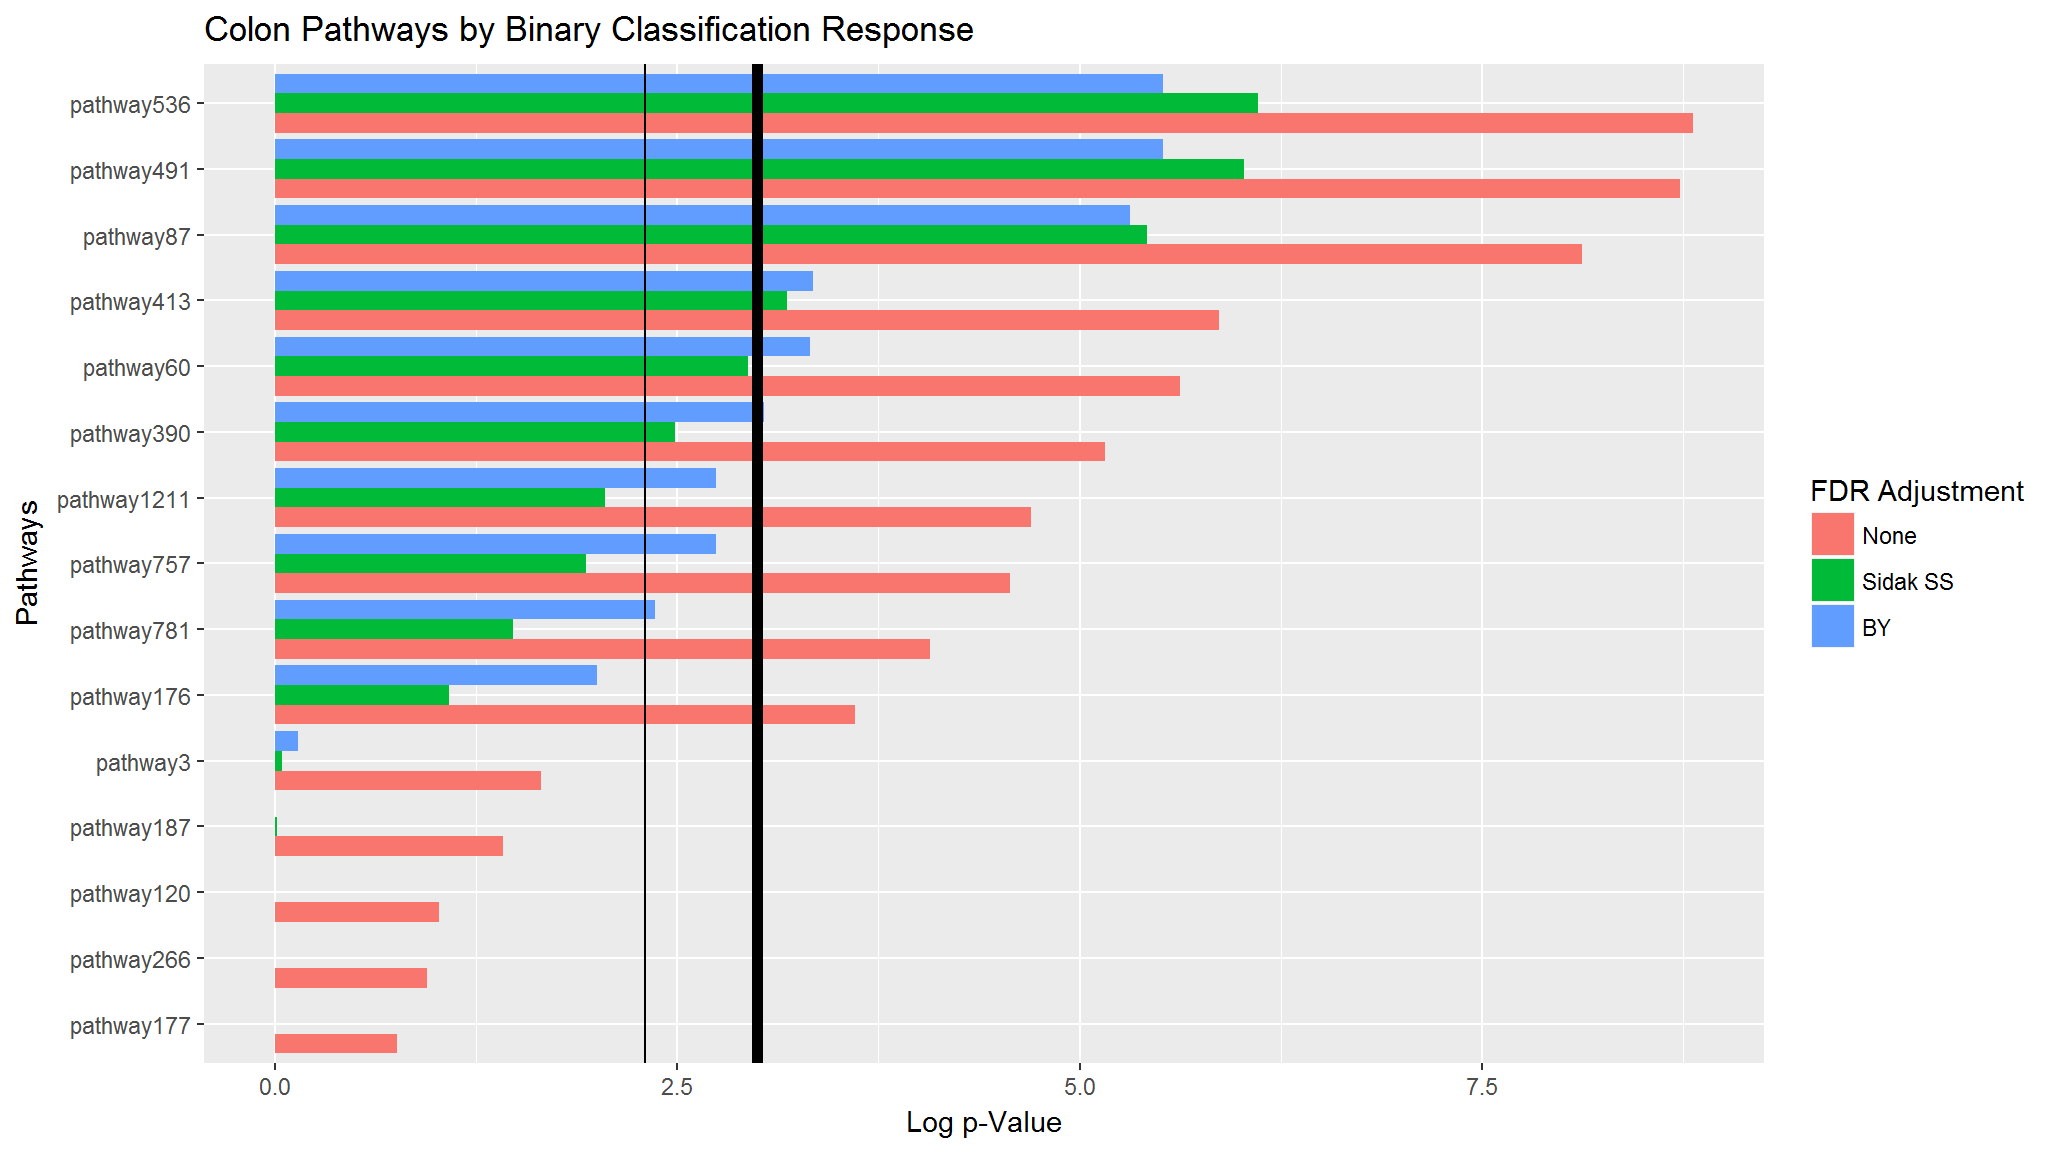 Colon Pathways by Binary Classification Response
pathway536
pathway491
pathway87
pathway413
pathway60
pathway390
pathway1211
pathway757
pathway781
pathway176
pathway3
pathway187
pathway120
pathway266
pathway177
Pathways
0.0 2.5 5.0 7.5
Log p-Value
FDR Adjustment
None
Sidak SS
BY